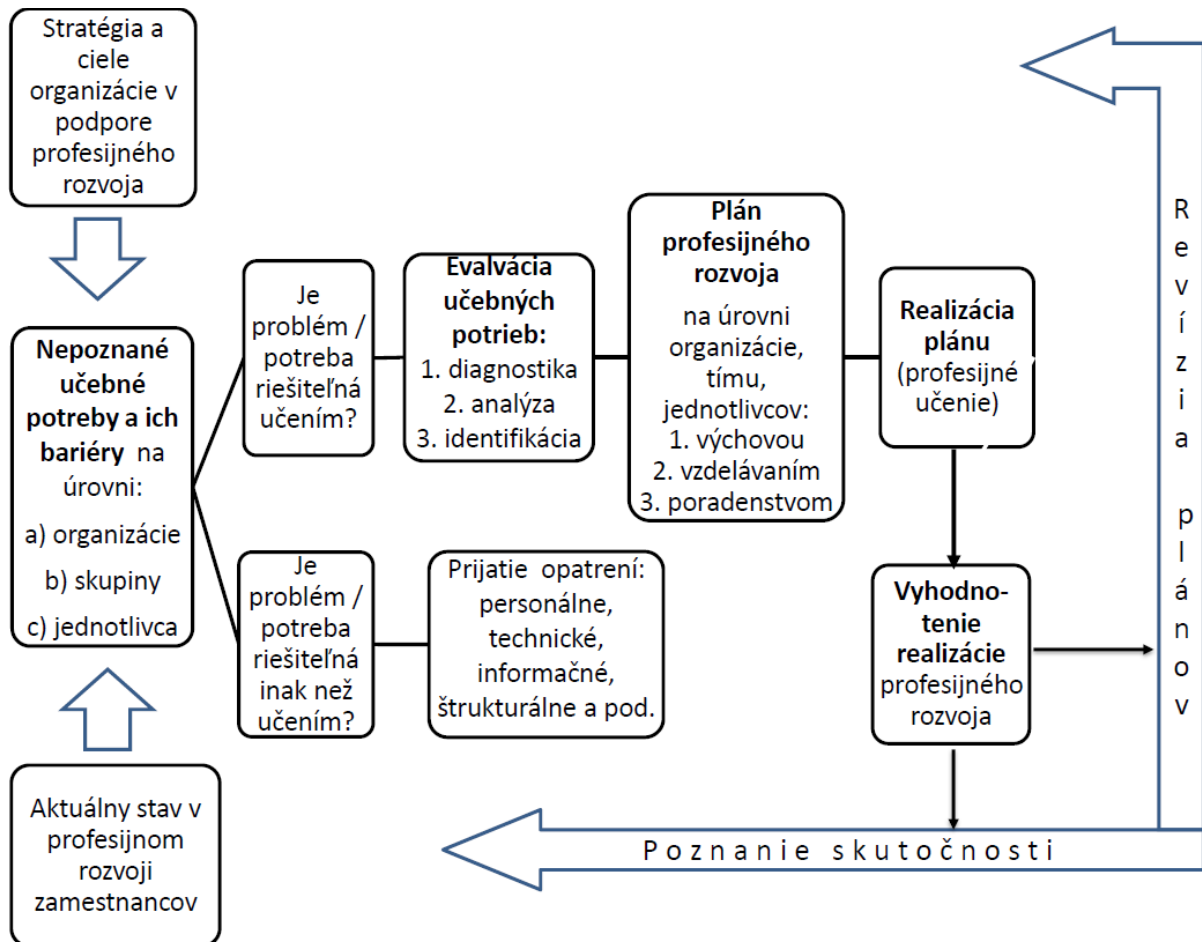 Stratégia a
ciele
organizácie v
podpore
profesijného
rozvoja
Nepoznané
učebné
potreby a ich
bariéry na
úrovni:
a) organizácie
b) skupiny
c) jednotlivca
Aktuálny stav v
profesijnom
rozvoji
zamestnancov
Je
problém /
potreba
riešiteľná
učením?
Evalvácia
učebných
potrieb:
1. diagnostika
2. analýza
3. identifikácia
Plán
profesijného
rozvoja
na úrovni
organizácie,
tímu,
jednotlivcov:
1. výchovou
2. vzdelávaním
3. poradenstvom
Realizácia
plánu
(profesijné
učenie)
Je
problém /
potreba
riešiteľná
inak než
učením?
Prijatie opatrení:
personálne,
technické,
informačné,
štrukturálne a pod.
Vyhodno-
tenie
realizácie
profesijného
rozvoja
Revízia plánov
Poznanie skutočnosti